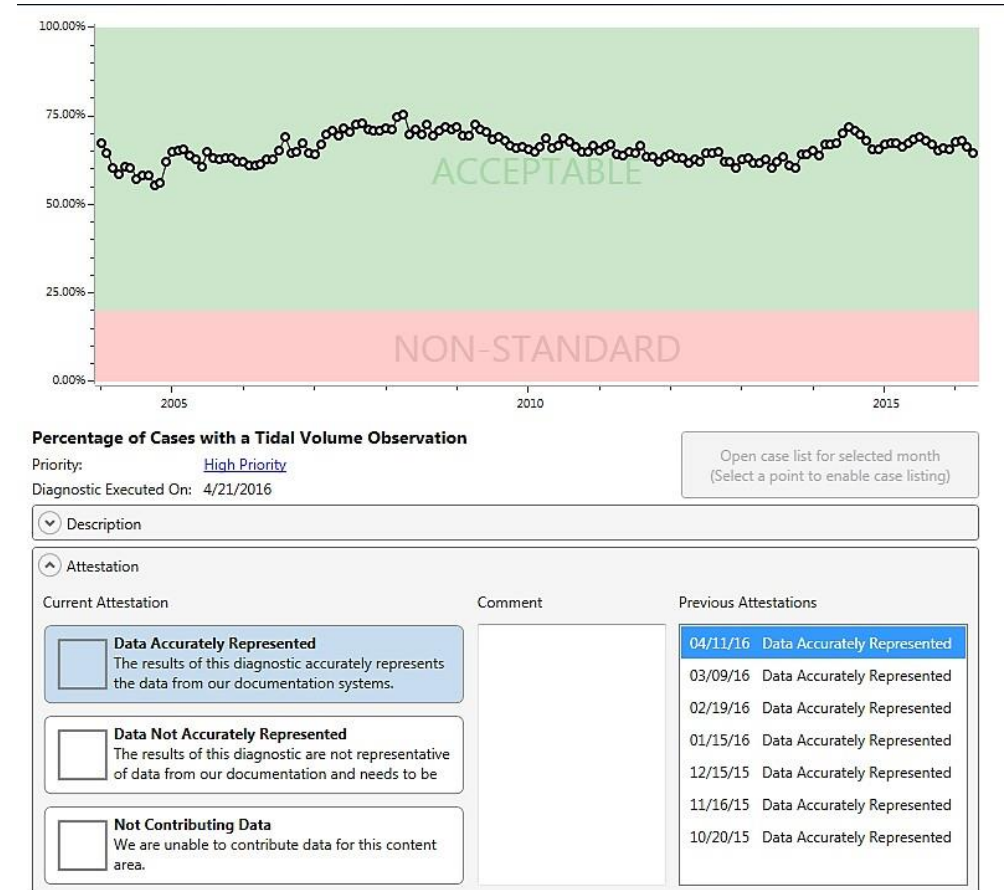 100.00%
75.00%
ACCEPTABLE
50.00%
25.00%
NON-STANDARD
0.00%
2005 2010 2015
Percentage of Cases with a Tidal Volume Observation
Priority: High Priority
Diagnostic Executed On: 4/21/2016
Open case list for selected month
(Select a point to enable case listing)
Description
Attestation
Current Attestation
Data Accurately Represented
The results of this diagnostic accurately represents
the data from our documentation systems.
Data Not Accurately Represented
The results of this diagnostic are not representative
of data from our documentation and needs to be
Not Contributing Data
We are unable to contribute data for this content
area.
Comment
Previous Attestations
04/11/16 Data Accurately Represented
03/09/16 Data Accurately Represented
02/19/16 Data Accurately Represented
01/15/16 Data Accurately Represented
12/15/15 Data Accurately Represented
11/16/15 Data Accurately Represented
10/20/15 Data Accurately Represented